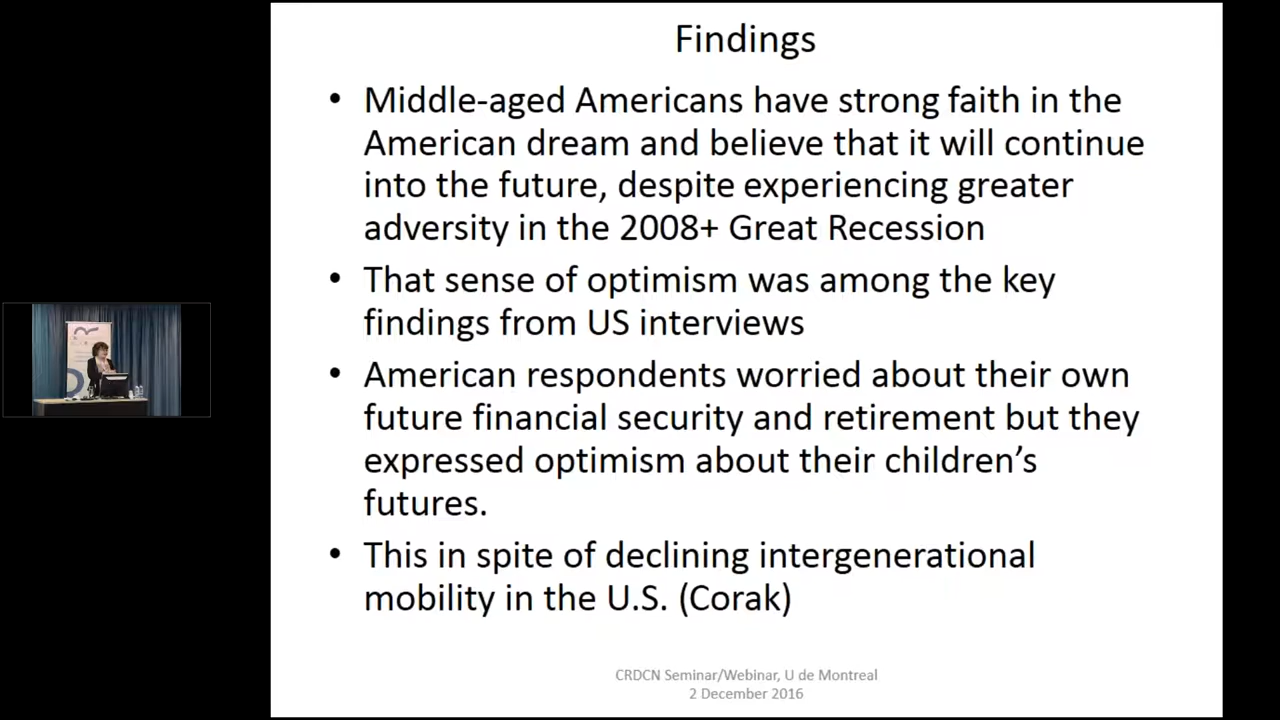 Findings
• Middle-aged Americans have strong faith in the
American dream and believe that it will continue
into the future, despite experiencing greater
adversity in the 2008+ Great Recession
• That sense of optimism was among the key
findings from US interviews
• American respondents worried about their own
future financial security and retirement but they
expressed optimism about their children’s
futures.
• This in spite of declining intergenerational
mobility in the U.S. (Corak)
CRDCN Seminar/Webinar, U de Montreal
2 December 2016